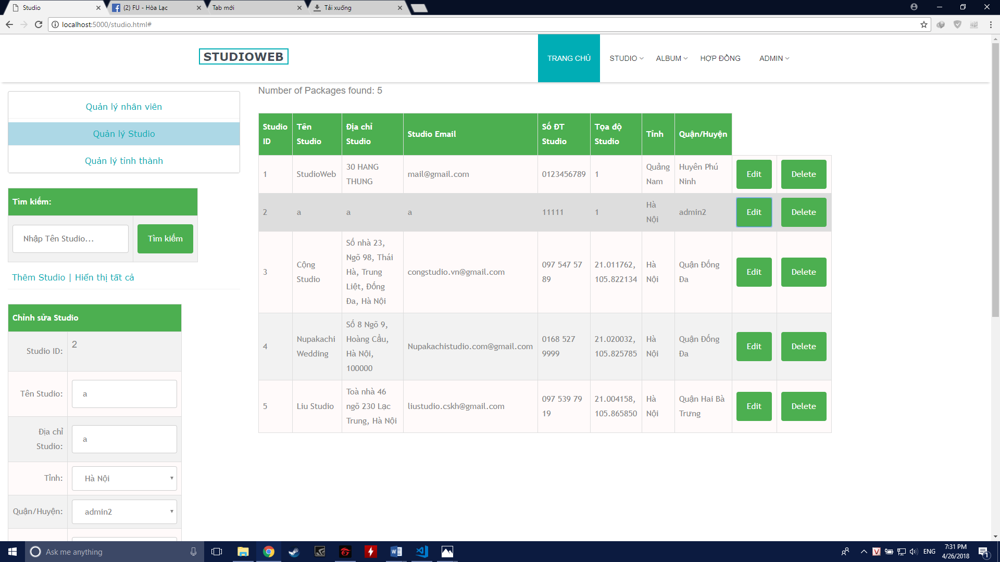 Studio
(2) FU - Hòa Lạc
Tab mới
Tải xuống
localhost:5000/studio.html#
STUDIOWEB
TRANG CHỦ
STUDIO
ALBUM
HỢP ĐỒNG
ADMIN
Quản lý nhân viên
Quản lý Studio
Quản lý tỉnh thành
Tìm kiếm:
Nhập Tên Studio...
Tìm kiếm
Thêm Studio | Hiển thị tất cả
Chỉnh sửa Studio
Studio ID:
2
Tên Studio:
a
Địa chỉ
Studio:
a
Tỉnh:
Hà Nội
Quận/Huyện:
admin2
Number of Packages found: 5
Studio
ID
Tên
Studio
Địa chỉ
Studio
Studio Email
Số ĐT
Studio
Tọa độ
Studio
Tỉnh
Quận/Huyện
1
StudioWeb
30 HANG
THUNG
mail@gmail.com
0123456789
1
Quảng
Nam
Huyên Phú
Ninh
Edit
Delete
2
a
a
a
11111
1
Hà
Nội
admin2
Edit
Delete
3
Cộng
Studio
Số nhà 23,
Ngõ 98, Thái
Hà, Trung
Liệt, Đống
Đa, Hà Nội
congstudio.vn@gmail.com
097 547 57
89
21.011762,
105.822134
Hà
Nội
Quận Đống
Đa
Edit
Delete
4
Nupakachi
Wedding
Số 8 Ngõ 9,
Hoàng Cầu,
Hà Nội,
100000
Nupakachistudio.com@gmail.com
0168 527
9999
21.020032,
105.825785
Hà
Nội
Quận Đống
Đa
Edit
Delete
5
Liu Studio
Toà nhà 46
ngõ 230 Lạc
Trung, Hà Nội
liustudio.cskh@gmail.com
097 539 79
19
21.004158,
105.865850
Hà
Nội
Quận Hai Bà
Trưng
Edit
Delete
Ask me anything
ENG
7:31 PM
4/26/2018
1